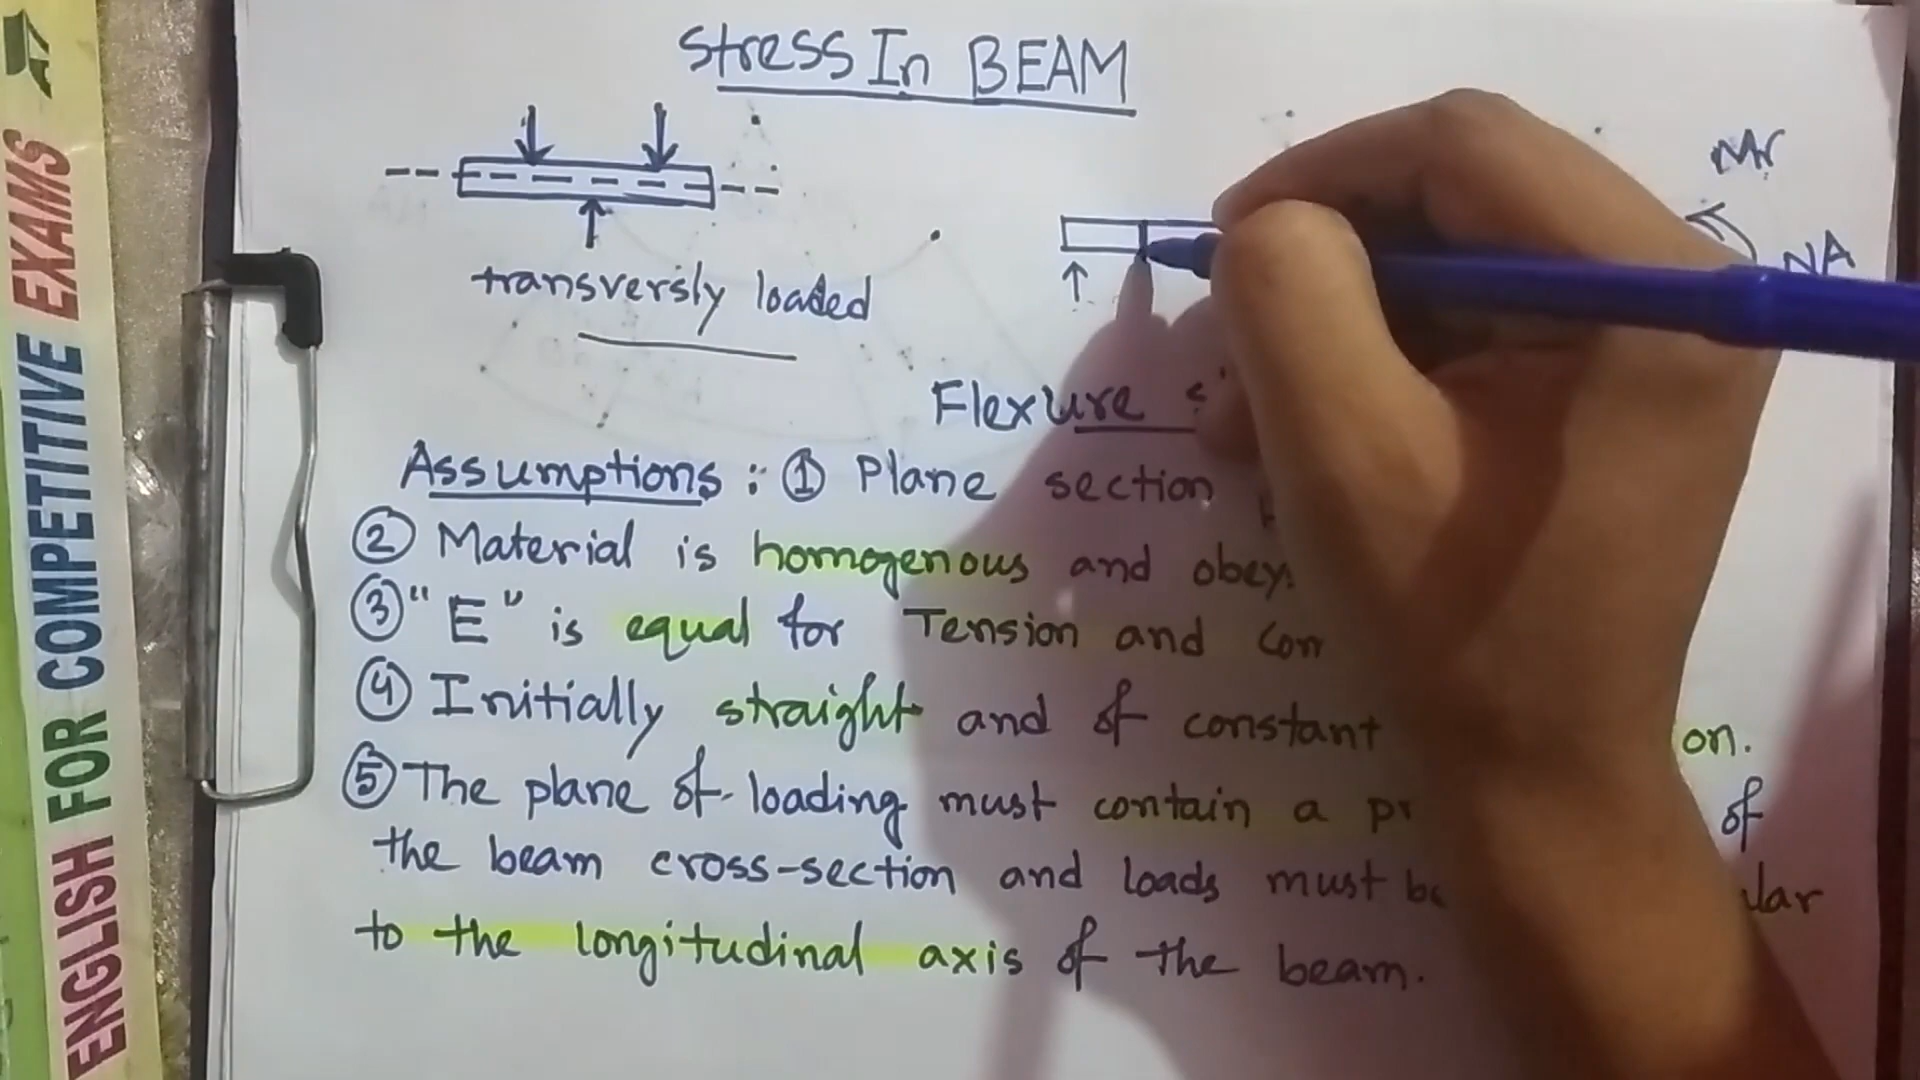 Stress In BEAM
Mr
NA
transversly loaded
Flexure
Assumptions : ① Plane section
② Material is homogenous and obey
③ "E" is equal for Tension and
④ Initially straight and of constant
⑤ The plane of loading must contain a of
the beam cross-section and loads must
to the longitudinal axis of the beam.
ENGLISH FOR COMPETITIVE EXAMS